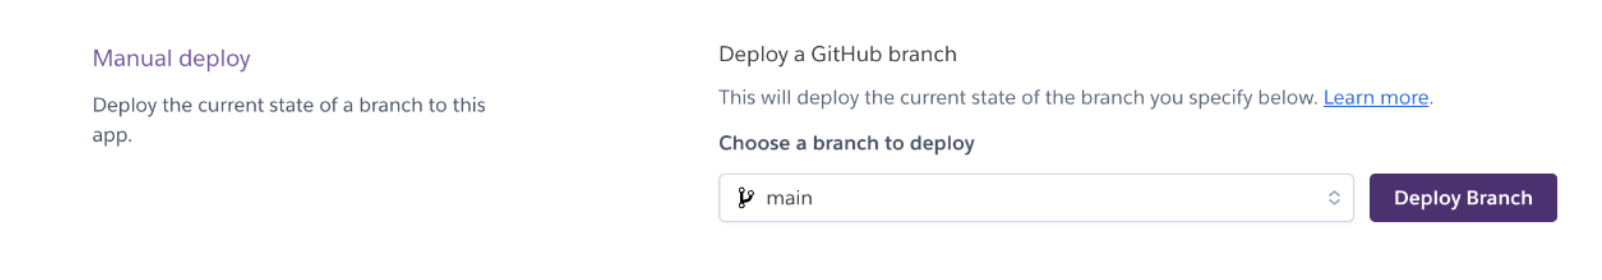 Manual deploy
Deploy the current state of a branch to this
app.
Deploy a GitHub branch
This will deploy the current state of the branch you specify below. Learn more.
Choose a branch to deploy
main
Deploy Branch